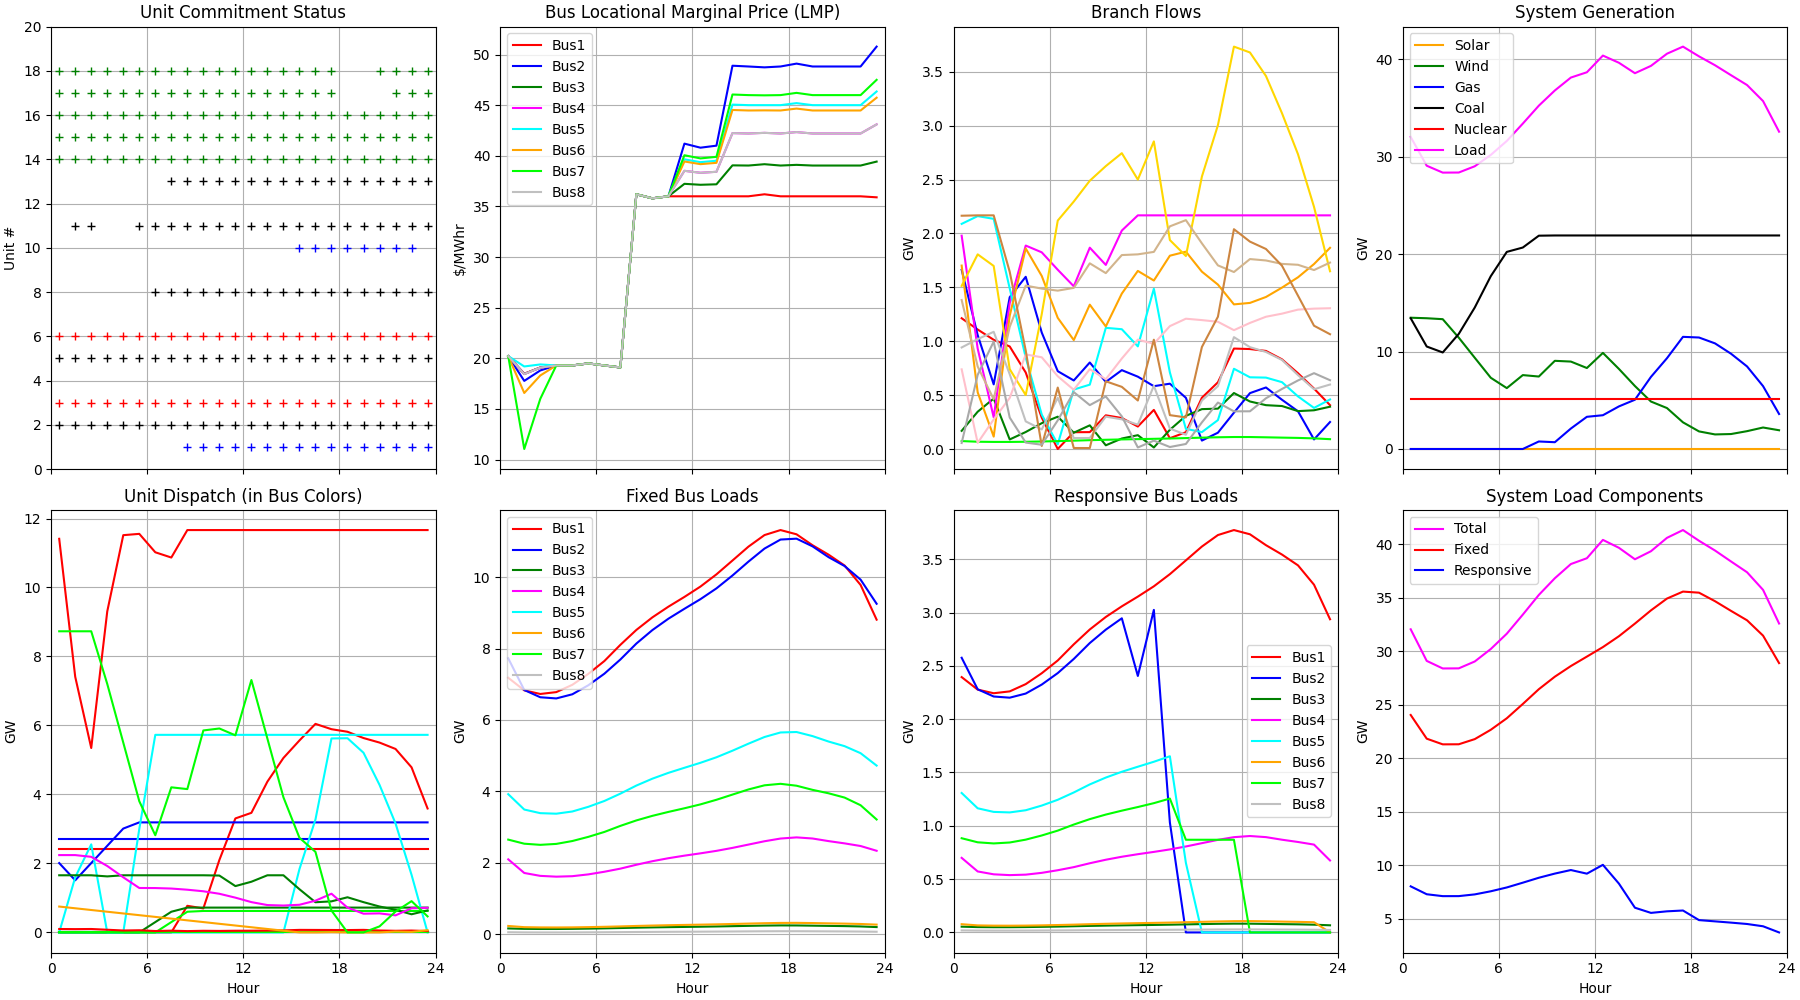 Unit Commitment Status
Unit #
20
18
16
14
12
10
8
6
4
2
0
Bus Locational Marginal Price (LMP)
$/MWhr
50
45
40
35
30
25
20
15
10
Bus1
Bus2
Bus3
Bus4
Bus5
Bus6
Bus7
Bus8
Branch Flows
GW
3.5
3.0
2.5
2.0
1.5
1.0
0.5
0.0
System Generation
GW
40
30
20
10
0
Solar
Wind
Gas
Coal
Nuclear
Load
Unit Dispatch (in Bus Colors)
GW
12
10
8
6
4
2
0
0 6 12 18 24
Hour
Fixed Bus Loads
GW
10
8
6
4
2
0
Bus1
Bus2
Bus3
Bus4
Bus5
Bus6
Bus7
Bus8
0 6 12 18 24
Hour
Responsive Bus Loads
GW
3.5
3.0
2.5
2.0
1.5
1.0
0.5
0.0
Bus1
Bus2
Bus3
Bus4
Bus5
Bus6
Bus7
Bus8
0 6 12 18 24
Hour
System Load Components
GW
40
35
30
25
20
15
10
5
Total
Fixed
Responsive
0 6 12 18 24
Hour